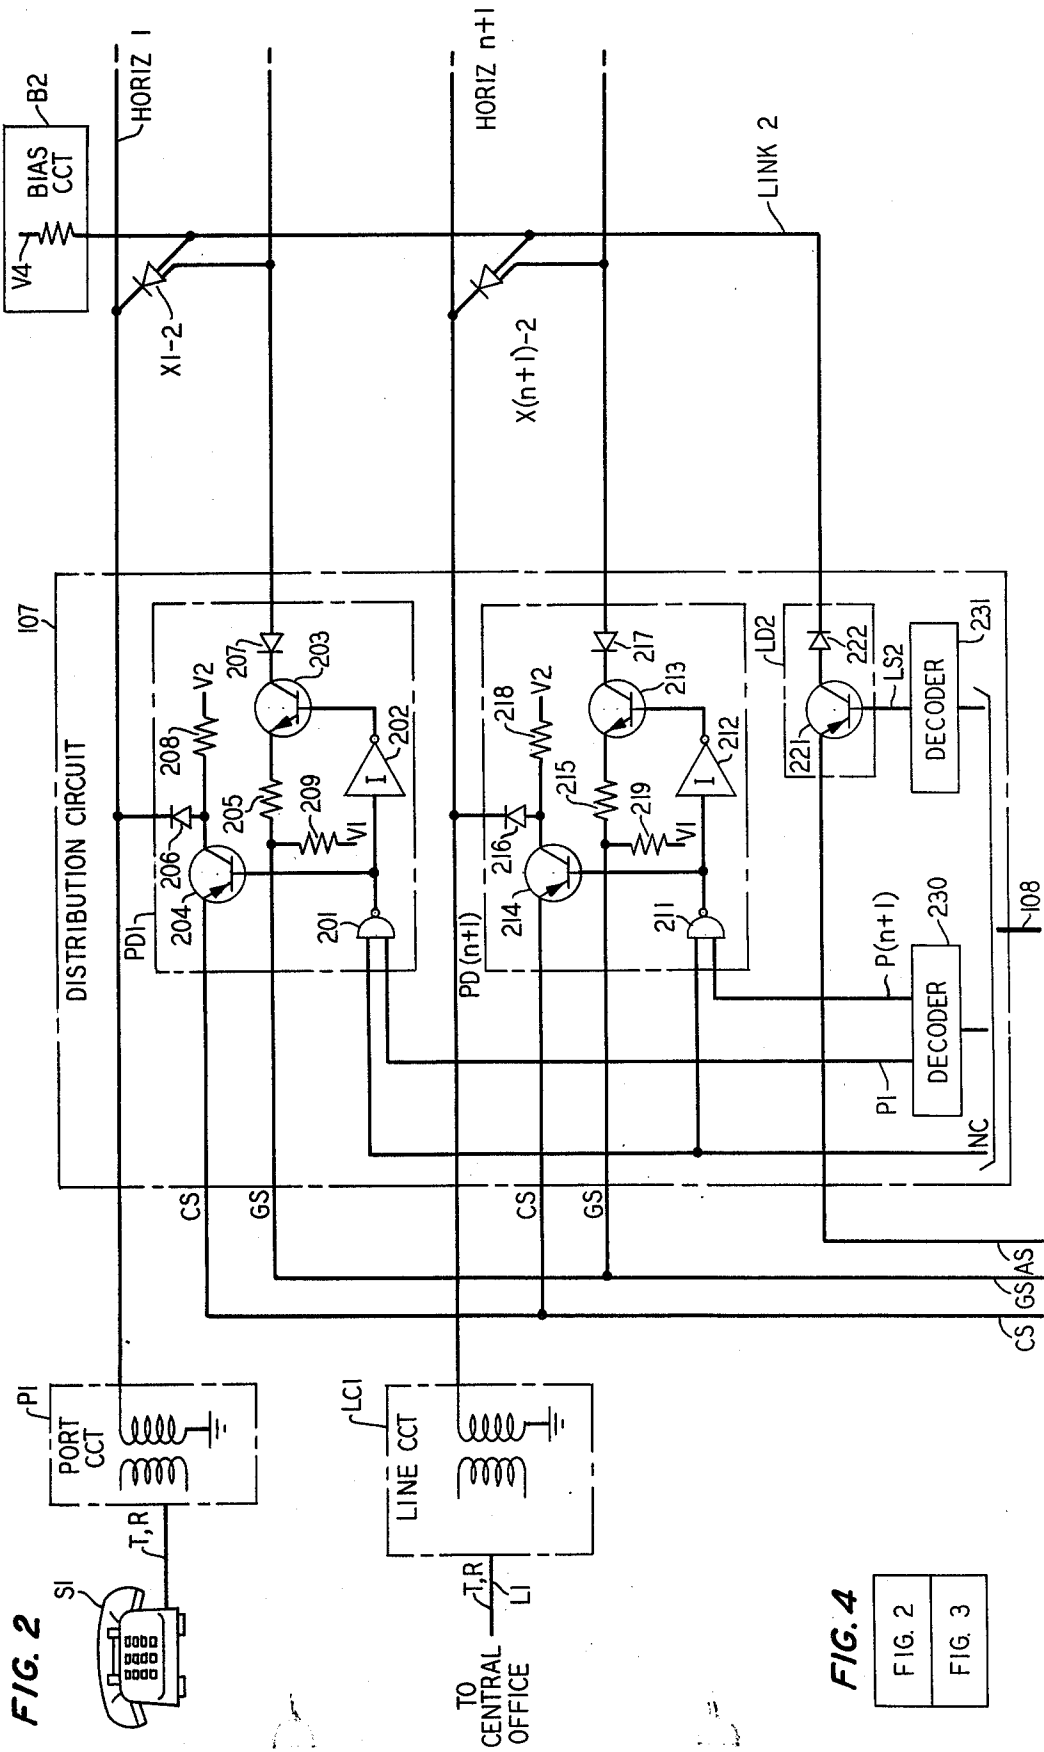 FIG. 2
S1
T,R
PORT
CCT
P1
TO
CENTRAL
OFFICE
T,R
L1
LINE CCT
LC1
CS
GS
CS
GS
CS
GS
AS
107
DISTRIBUTION CIRCUIT
PD1
204
206
208
V2
205
207
203
209
V1
201
I
202
PD(n+1)
214
216
218
V2
215
217
213
219
V1
211
I
212
LD2
221
222
LS2
DECODER
231
P1
P(n+1)
DECODER
230
NC
108
V4
BIAS
CCT
B2
HORIZ 1
X1-2
HORIZ n+1
X(n+1)-2
LINK 2
FIG. 4
FIG. 2
FIG. 3